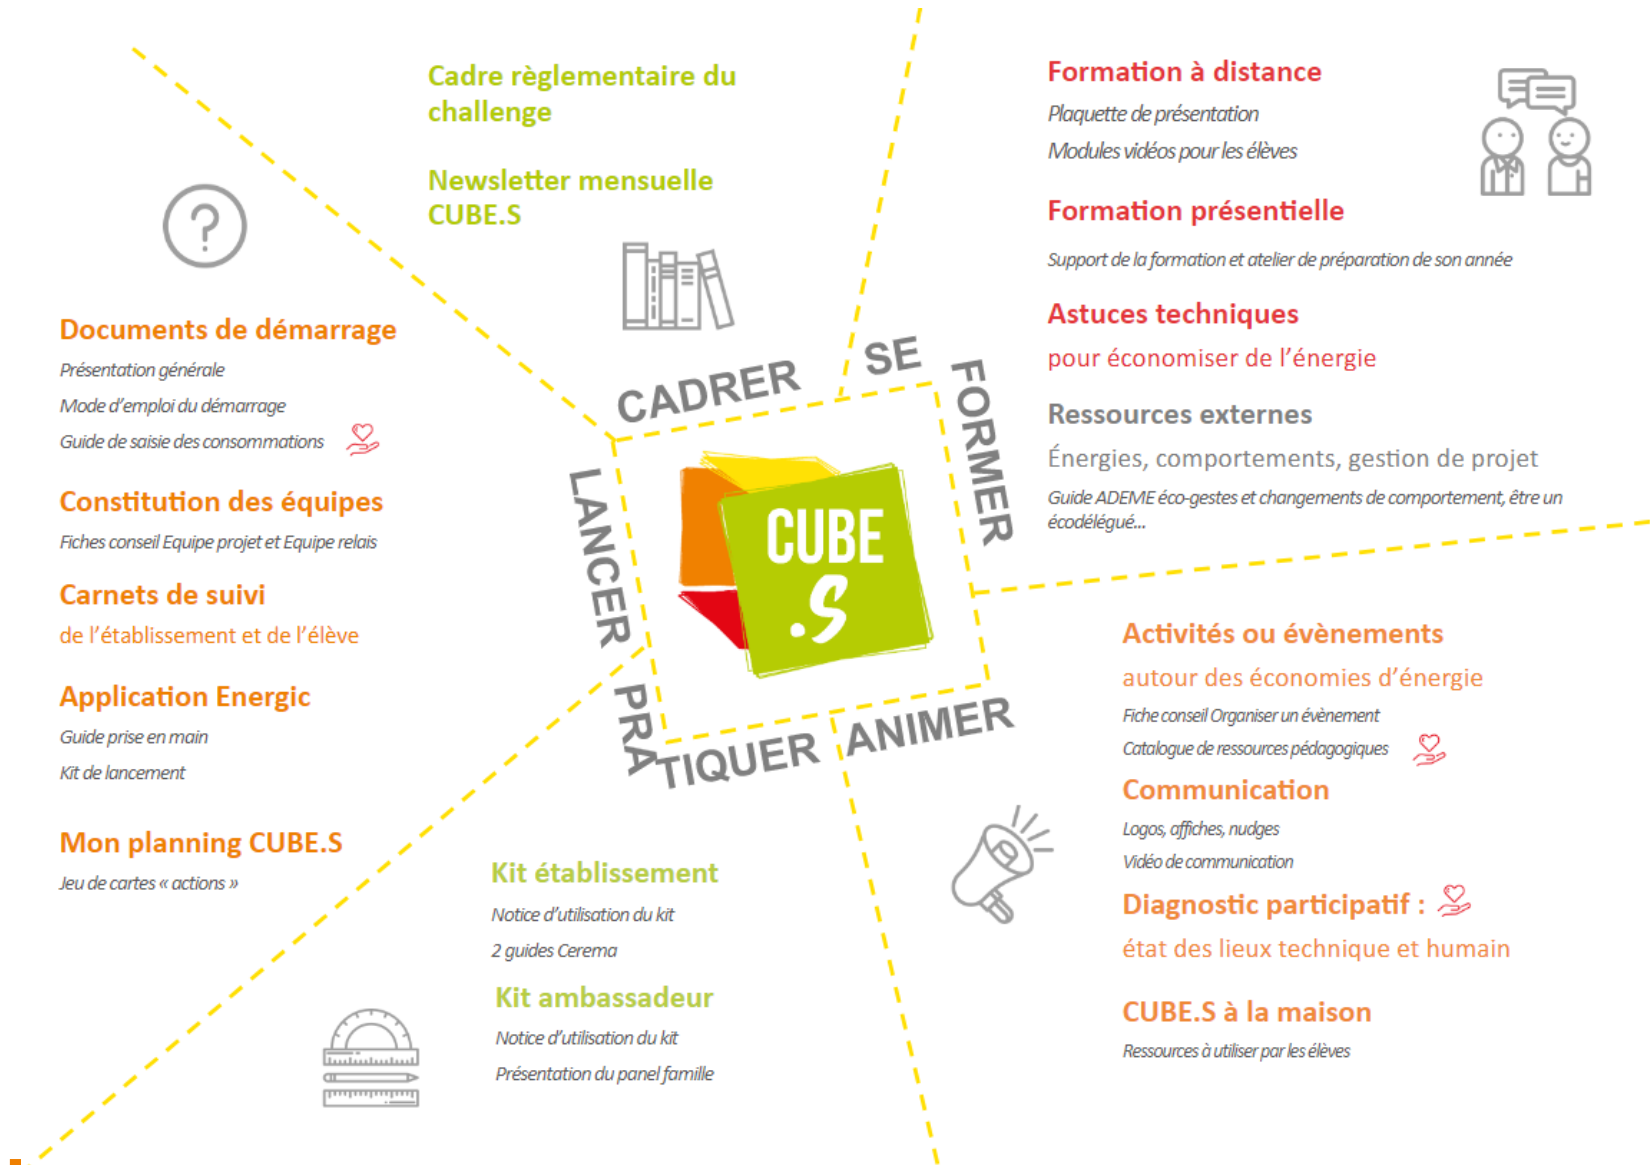 Cadre règlementaire du
challenge
Newsletter mensuelle
CUBE.S
Formation à distance
Plaquette de présentation
Modules vidéos pour les élèves
Formation présentielle
Support de la formation et atelier de préparation de son année
Astuces techniques
pour économiser de l'énergie
Ressources externes
Énergies, comportements, gestion de projet
Guide ADEME éco-gestes et changements de comportement, être un
écodélégué...
?
Documents de démarrage
Présentation générale
Mode d'emploi du démarrage
Guide de saisie des consommations
Constitution des équipes
Fiches conseil Equipe projet et Equipe relais
Carnets de suivi
de l'établissement et de l'élève
Application Energic
Guide prise en main
Kit de lancement
Mon planning CUBE.S
Jeu de cartes « actions »
CADRER
SE
FORMER
LANCER
PRA
TIQUER
ANIMER
CUBE
.S
Activités ou évènements
autour des économies d'énergie
Fiche conseil Organiser un évènement
Catalogue de ressources pédagogiques
Communication
Logos, affiches, nudges
Vidéo de communication
Diagnostic participatif :
état des lieux technique et humain
CUBE.S à la maison
Ressources à utiliser par les élèves
Kit établissement
Notice d'utilisation du kit
2 guides Cerema
Kit ambassadeur
Notice d'utilisation du kit
Présentation du panel famille